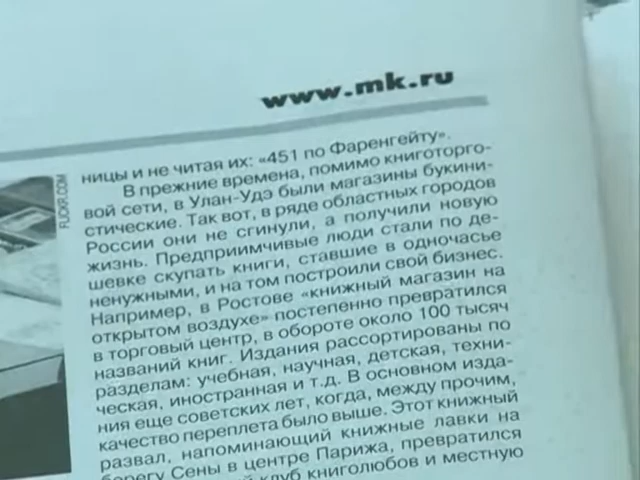 www.mk.ru
FLICKR.COM
ницы и не читая их: «451 по Фаренгейту».
В прежние времена, помимо книготорго-
вой сети, в Улан-Удэ были магазины букини-
стические. Так вот, в ряде областных городов
России они не сгинули, а получили новую
жизнь. Предприимчивые люди стали по де-
шевке скупать книги, ставшие в одночасье
ненужными, и на том построили свой бизнес.
Например, в Ростове «книжный магазин на
открытом воздухе» постепенно превратился
в торговый центр, в обороте около 100 тысяч
названий книг. Издания рассортированы по
разделам: учебная, научная, детская, техни-
ческая, иностранная и т.д. В основном изда-
ния еще советских лет, когда, между прочим,
качество переплета было выше. Этот книжный
развал, напоминающий книжные лавки на
берегу Сены в центре Парижа, превратился
клуб книголюбов и местную